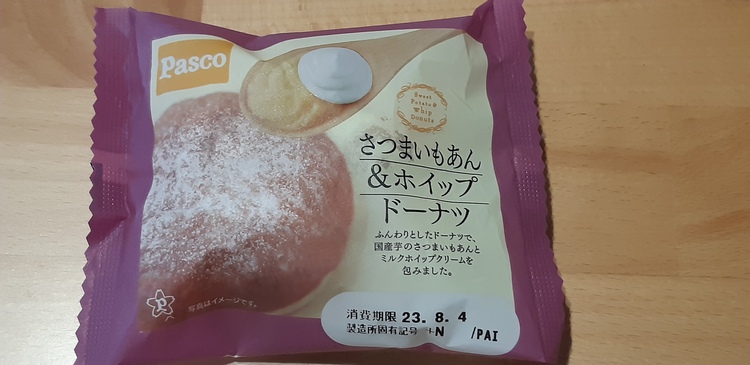 Pasco
Sweet
Potato &
Whip
Donuts
さつまいもあん
&ホイップ
ドーナツ
ふんわりとしたドーナツで、
国産芋のさつまいもあんと
ミルクホイップクリームを
包みました。
写真はイメージです。
消費期限 23. 8. 4
製造所固有記号 +N /PAI